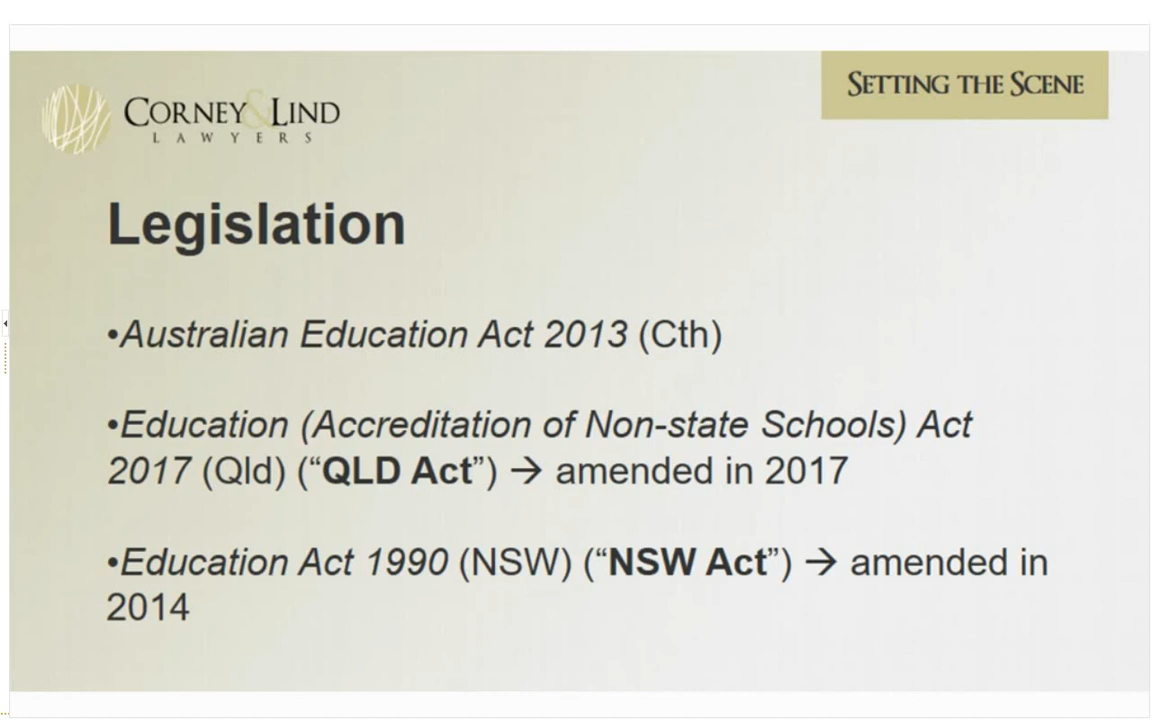 SETTING THE SCENE
CORNEY&LIND
LAWYERS
Legislation
•Australian Education Act 2013 (Cth)
•Education (Accreditation of Non-state Schools) Act
2017 (Qld) (“QLD Act”) → amended in 2017
•Education Act 1990 (NSW) (“NSW Act”) → amended in
2014